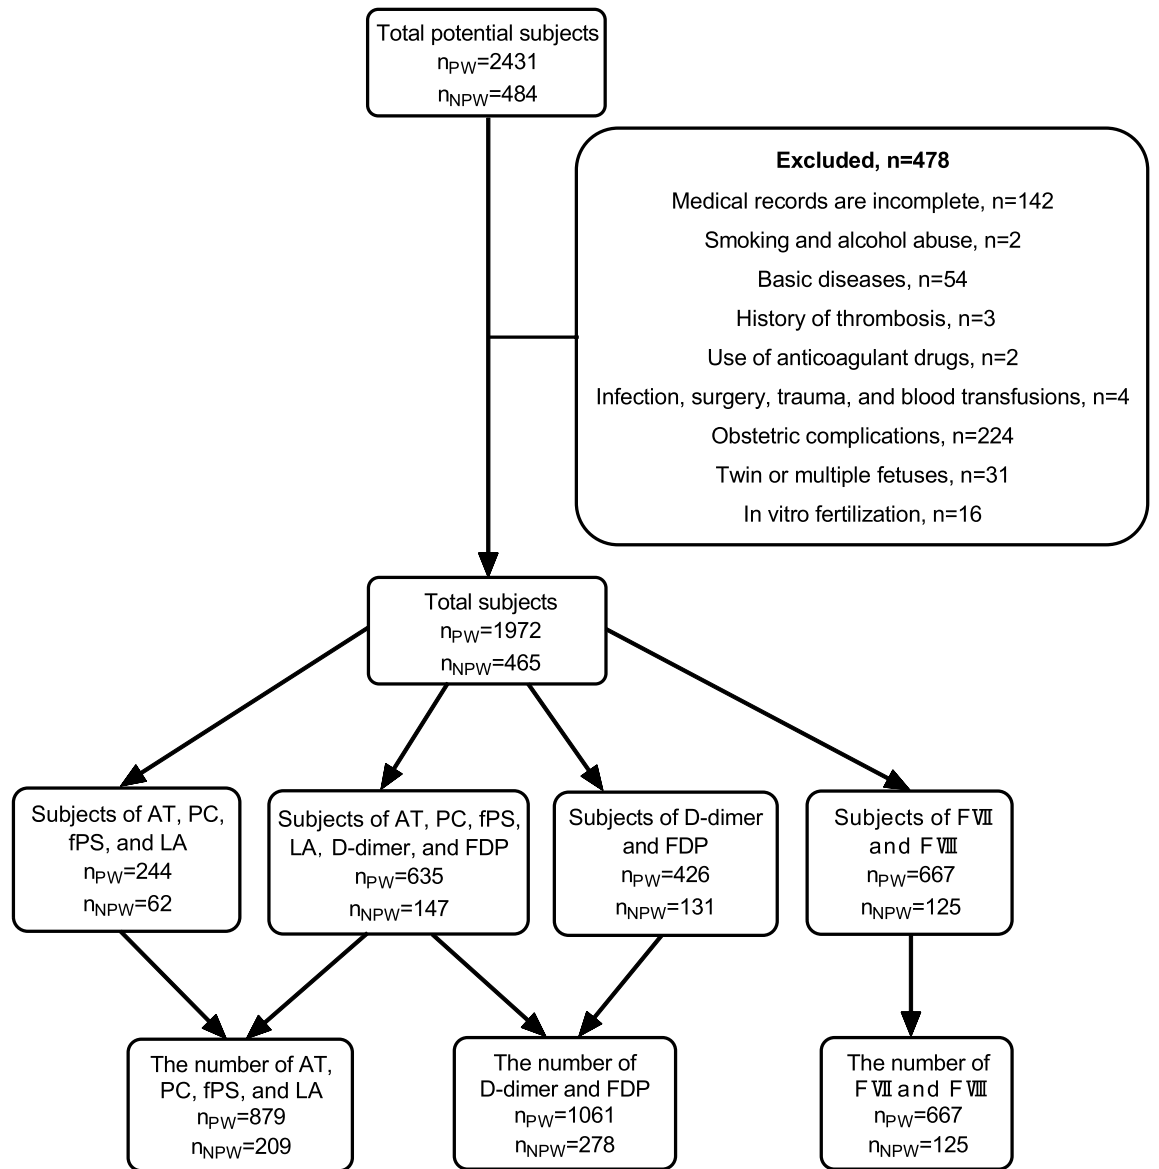 Total potential subjects
nPW=2431
nNPW=484
Excluded, n=478
Medical records are incomplete, n=142
Smoking and alcohol abuse, n=2
Basic diseases, n=54
History of thrombosis, n=3
Use of anticoagulant drugs, n=2
Infection, surgery, trauma, and blood transfusions, n=4
Obstetric complications, n=224
Twin or multiple fetuses, n=31
In vitro fertilization, n=16
Total subjects
nPW=1972
nNPW=465
Subjects of AT, PC,
fPS, and LA
nPW=244
nNPW=62
Subjects of AT, PC, fPS,
LA, D-dimer, and FDP
nPW=635
nNPW=147
Subjects of D-dimer
and FDP
nPW=426
nNPW=131
Subjects of FⅦ
and FⅧ
nPW=667
nNPW=125
The number of AT,
PC, fPS, and LA
nPW=879
nNPW=209
The number of
D-dimer and FDP
nPW=1061
nNPW=278
The number of
FⅦ and FⅧ
nPW=667
nNPW=125